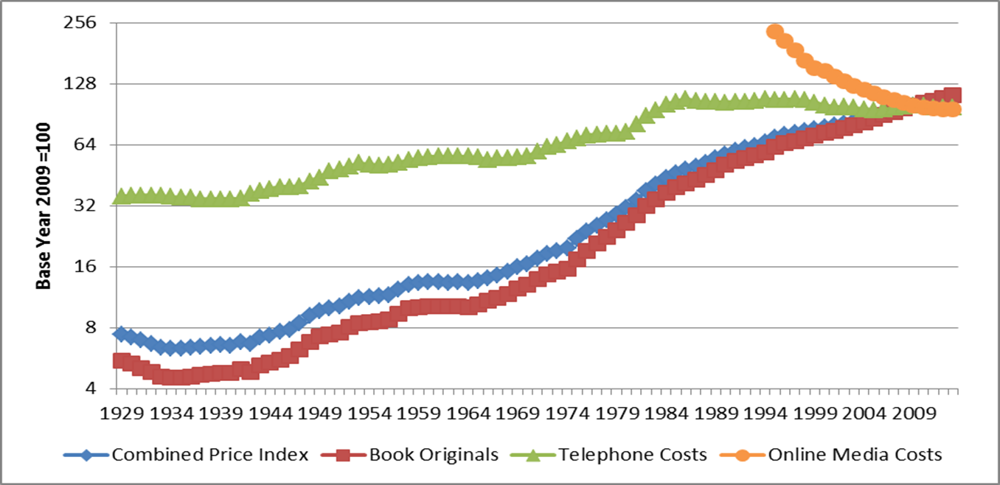 256
128
64
32
16
8
4
Base Year 2009 =100
1929 1934 1939 1944 1949 1954 1959 1964 1969 1974 1979 1984 1989 1994 1999 2004 2009
Combined Price Index Book Originals Telephone Costs Online Media Costs